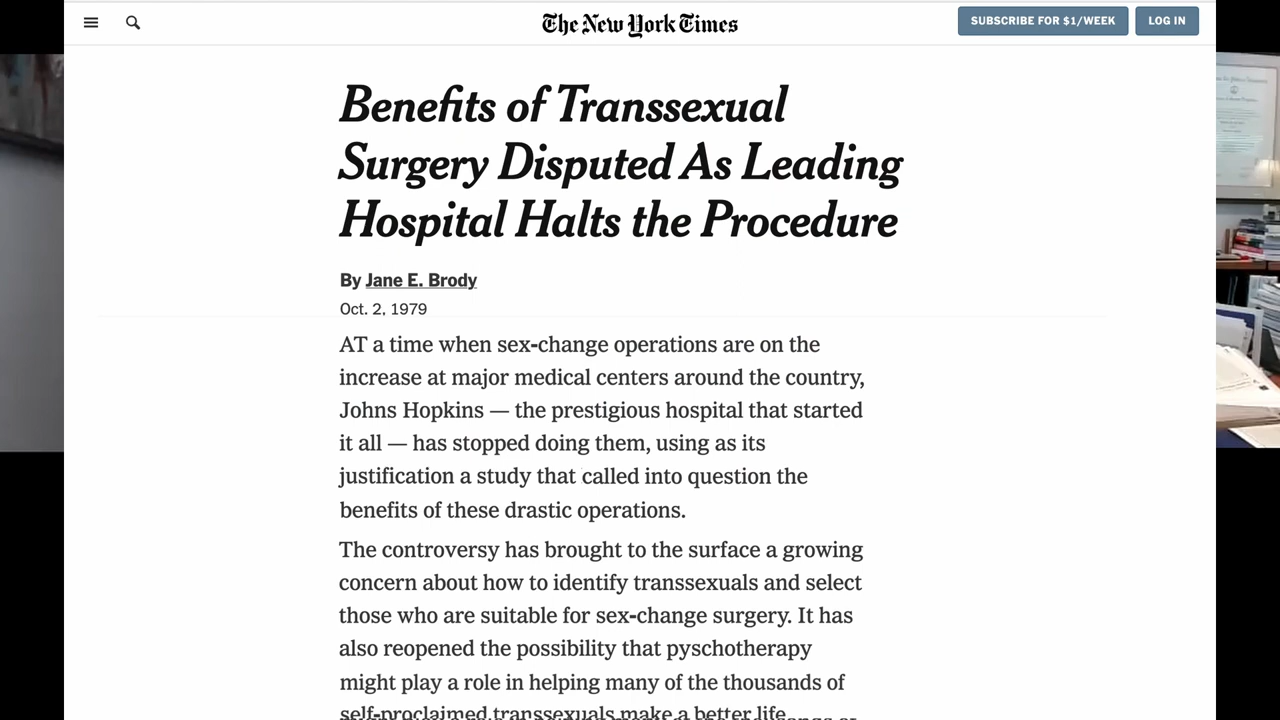 The New York Times
SUBSCRIBE FOR $1/WEEK
LOG IN
Benefits of Transsexual
Surgery Disputed As Leading
Hospital Halts the Procedure
By Jane E. Brody
Oct. 2, 1979
AT a time when sex-change operations are on the
increase at major medical centers around the country,
Johns Hopkins — the prestigious hospital that started
it all — has stopped doing them, using as its
justification a study that called into question the
benefits of these drastic operations.
The controversy has brought to the surface a growing
concern about how to identify transsexuals and select
those who are suitable for sex-change surgery. It has
also reopened the possibility that pyschotherapy
might play a role in helping many of the thousands of
self-proclaimed transsexuals make a better life